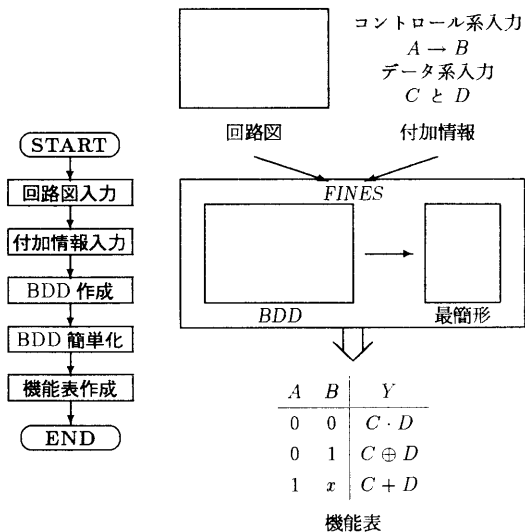 コントロール系入力
A → B
データ系入力
C と D
回路図
付加情報
START
回路図入力
付加情報入力
BDD 作成
BDD 簡単化
機能表作成
END
FINES
BDD
最簡形
A B Y
0 0 C · D
0 1 C ⊕ D
1 x C + D
機能表